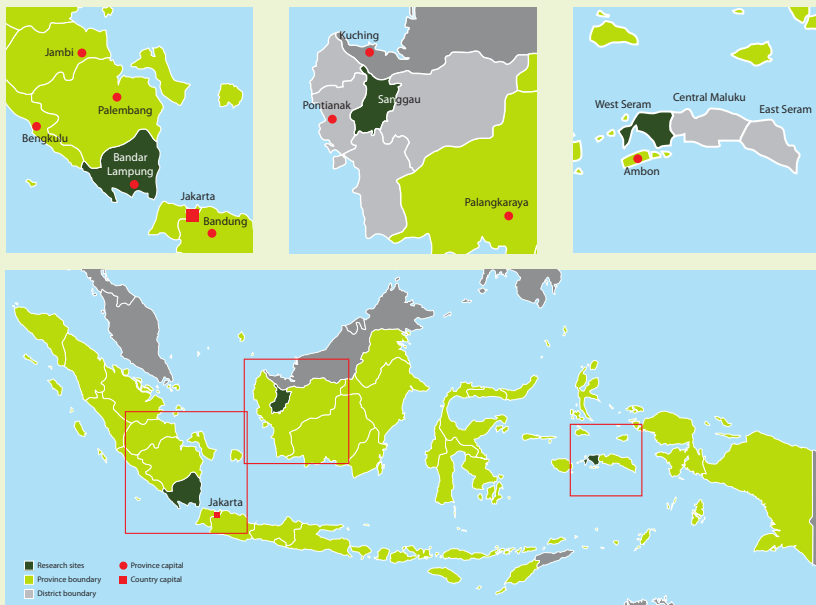 Jambi
Palembang
Bengkulu
Bandar
Lampung
Jakarta
Bandung
Kuching
Sanggau
Pontianak
Palangkaraya
West Seram
Central Maluku
East Seram
Ambon
Jakarta
Research sites
Province boundary
District boundary
Province capital
Country capital